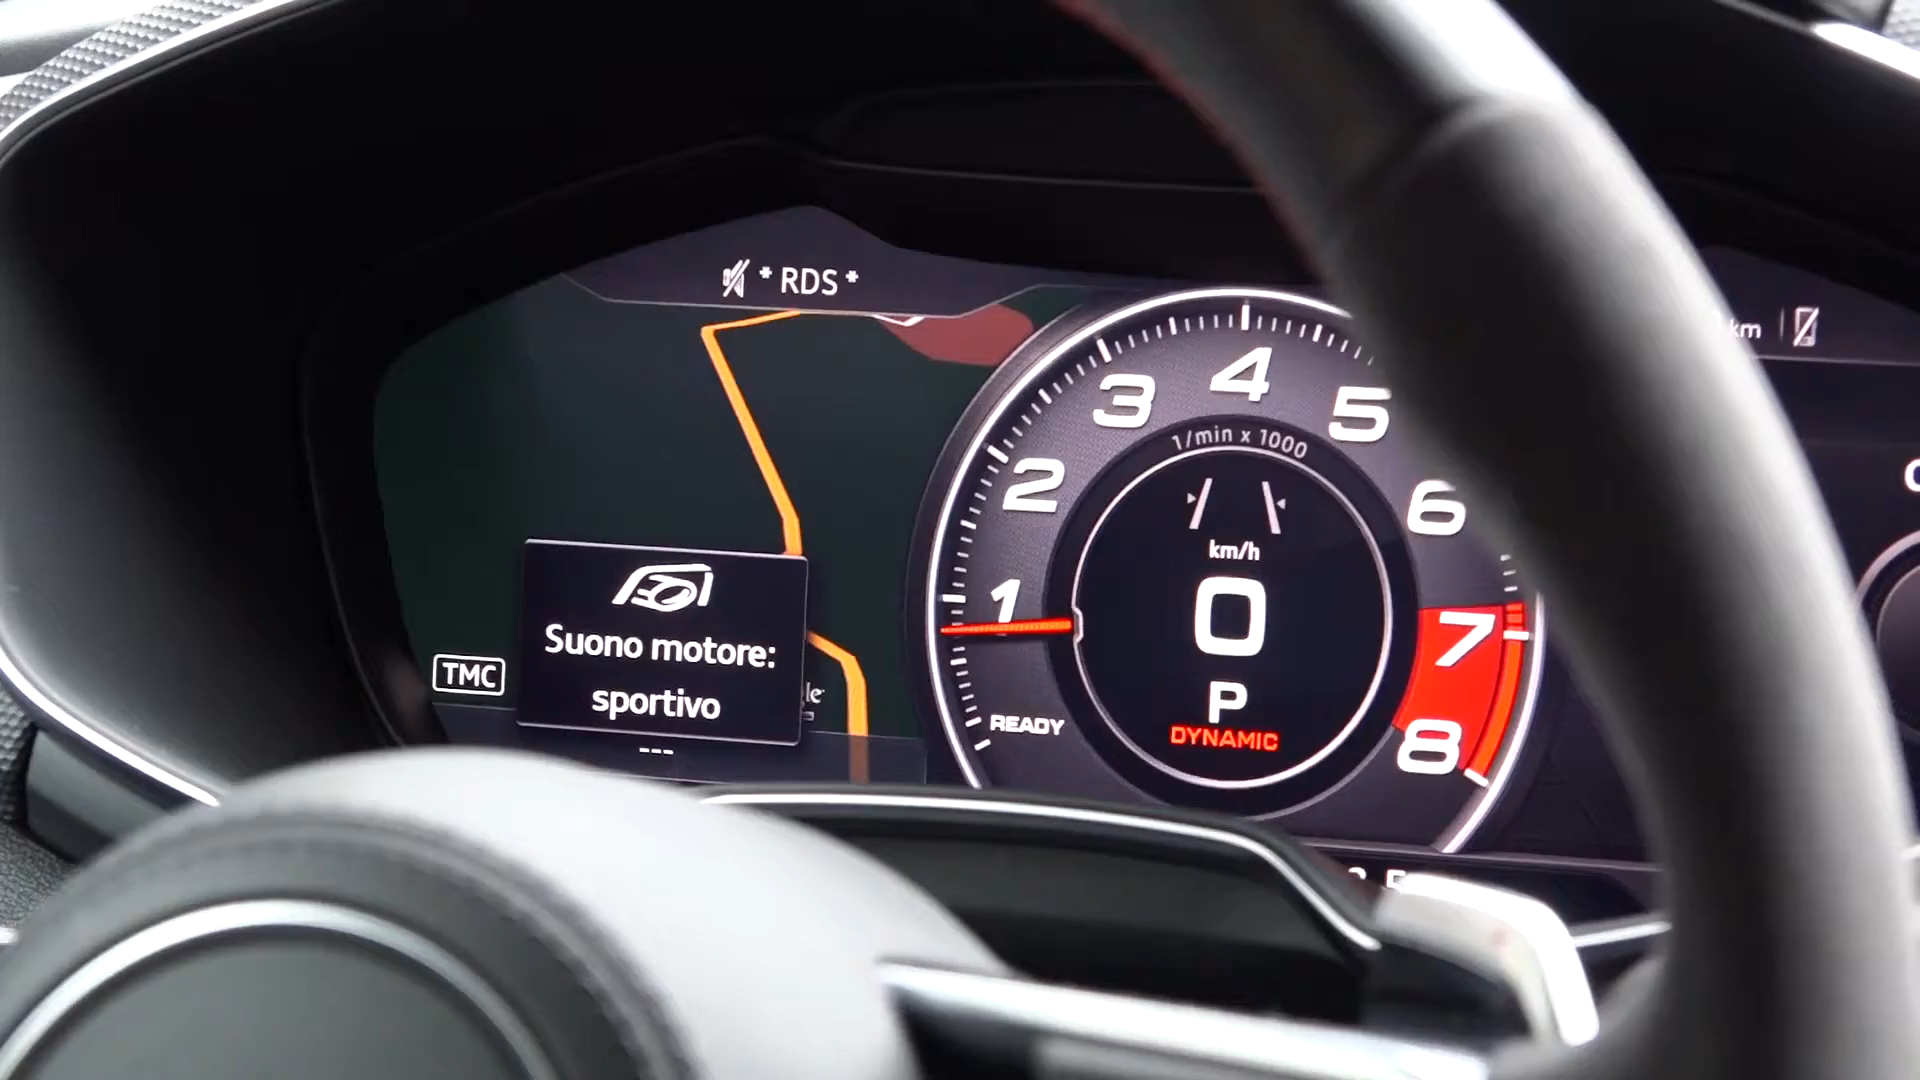 * RDS *
km
TMC
Suono motore:
sportivo
---
1
2
3
4
5
6
7
8
1/min x 1000
km/h
0
P
DYNAMIC
READY